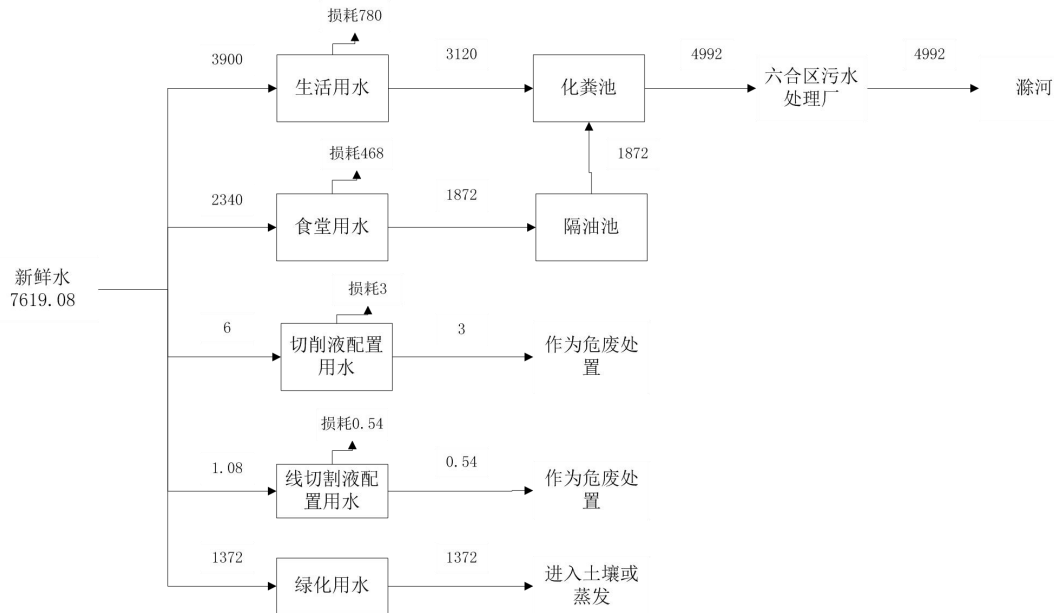 损耗780
3900
生活用水
3120
化粪池
4992
六合区污水
处理厂
4992
滁河
1872
损耗468
2340
食堂用水
1872
隔油池
新鲜水
7619.08
损耗3
6
切削液配置
用水
3
作为危废处
置
损耗0.54
1.08
线切割液配
置用水
0.54
作为危废处
置
1372
绿化用水
1372
进入土壤或
蒸发